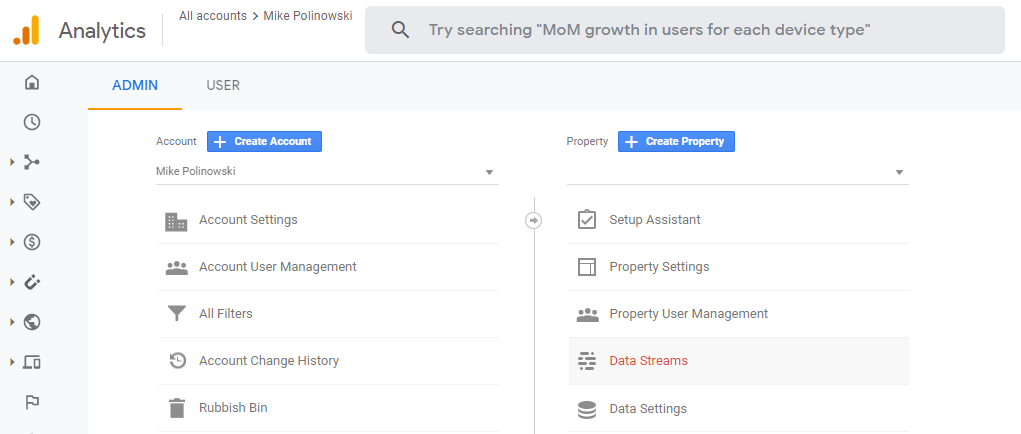 All accounts > Mike Polinowski
Analytics
Try searching "MoM growth in users for each device type"
ADMIN USER
Account + Create Account
Mike Polinowski
Account Settings
Account User Management
All Filters
Account Change History
Rubbish Bin
Property + Create Property
Setup Assistant
Property Settings
Property User Management
Data Streams
Data Settings